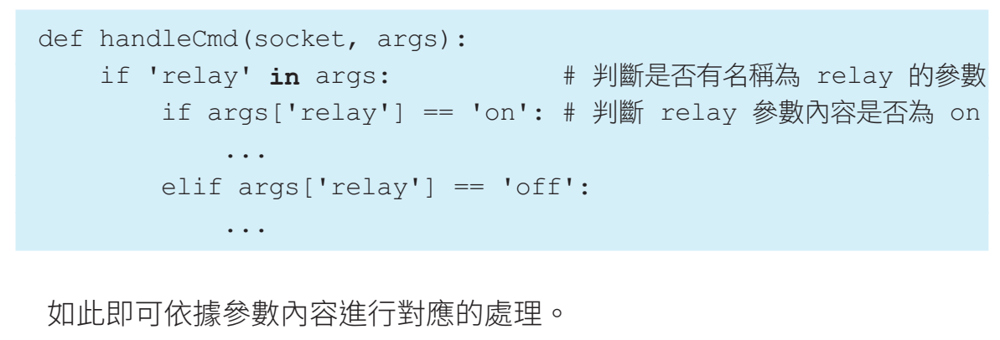 def handleCmd(socket, args):
    if 'relay' in args:           # 判斷是否有名稱為 relay 的參數
        if args['relay'] == 'on': # 判斷 relay 參數內容是否為 on
            ...
        elif args['relay'] == 'off':
            ...
如此即可依據參數內容進行對應的處理。